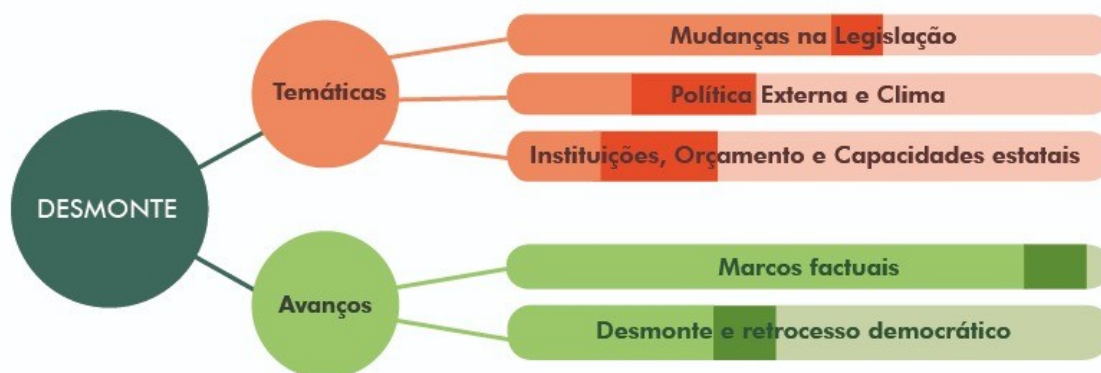 DESMONTE
Temáticas
Mudanças na Legislação
Política Externa e Clima
Instituições, Orçamento e Capacidades estatais
Avanços
Marcos factuais
Desmonte e retrocesso democrático